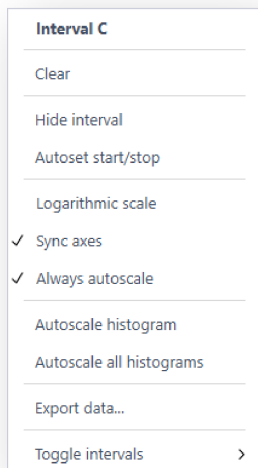 Interval C
Clear
Hide interval
Autoset start/stop
Logarithmic scale
Sync axes
Always autoscale
Autoscale histogram
Autoscale all histograms
Export data...
Toggle intervals